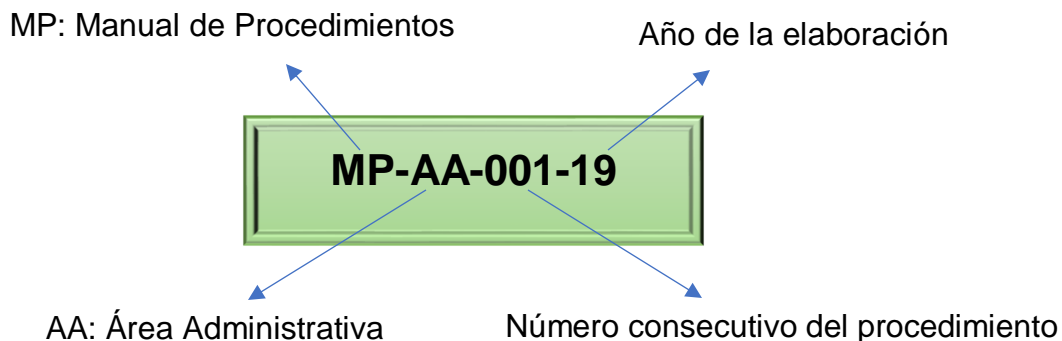 MP: Manual de Procedimientos
Año de la elaboración
MP-AA-001-19
AA: Área Administrativa
Número consecutivo del procedimiento